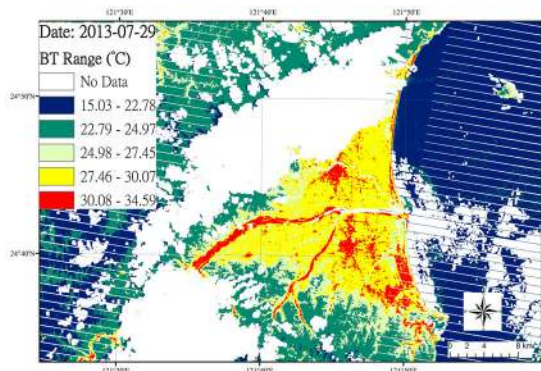 121°30'E 121°40'E 121°50'E
Date: 2013-07-29
BT Range (°C)
No Data
15.03 - 22.78
22.79 - 24.97
24.98 - 27.45
27.46 - 30.07
30.08 - 34.59
24°50'N
24°40'N
0 2 4 8 km